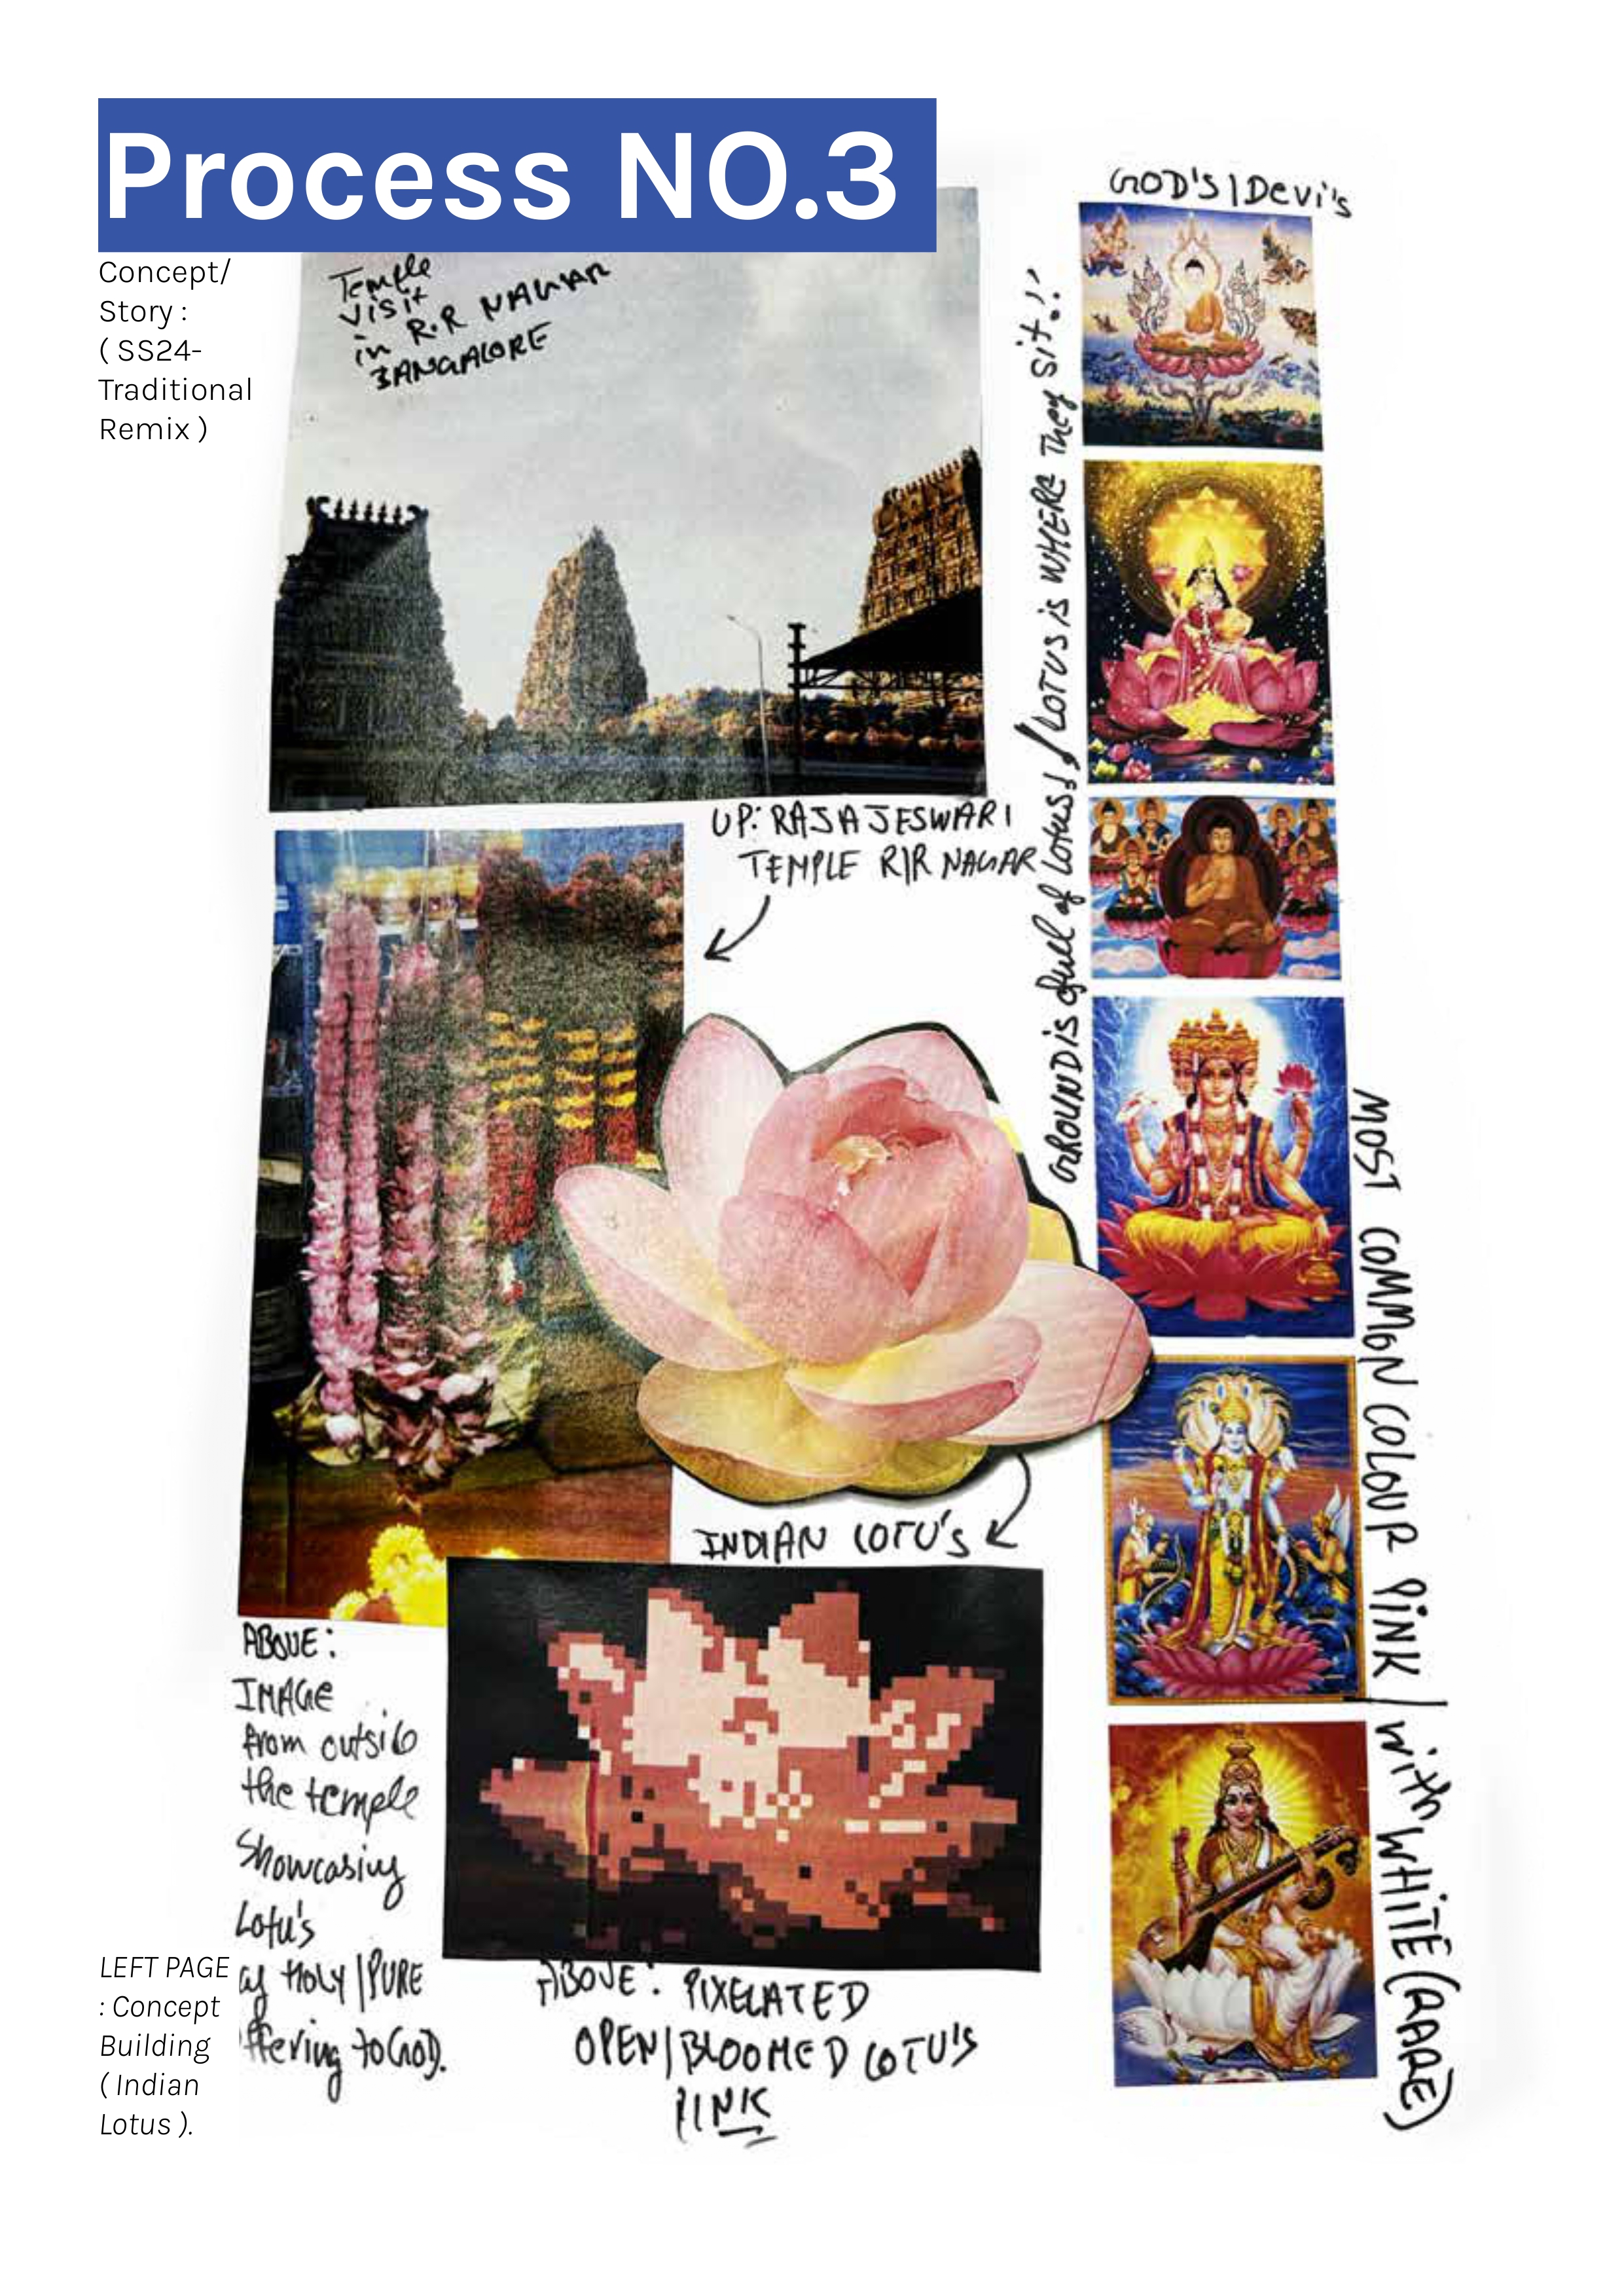 Process NO.3
Concept/
Story :
( SS24-
Traditional
Remix )
Temple
visit
in R.R NAGAR
BANGALORE
GOD'S | Devi's
GROUND is full of Lotuss / LOTUS is WHERE They sit!!
UP: RAJAJESWARI
TEMPLE R|R NAGAR
MOST COMMON COLOUR PINK / with WHITE (RARE)
INDIAN LOTU'S
ABOVE:
IMAGE
from outsib
the temple
Showcasing
Lotu's
as HOLY | PURE
ffering to GOD.
ABOVE: PIXELATED
OPEN | BLOOMED LOTU'S
PINK
LEFT PAGE
: Concept
Building
( Indian
Lotus ).